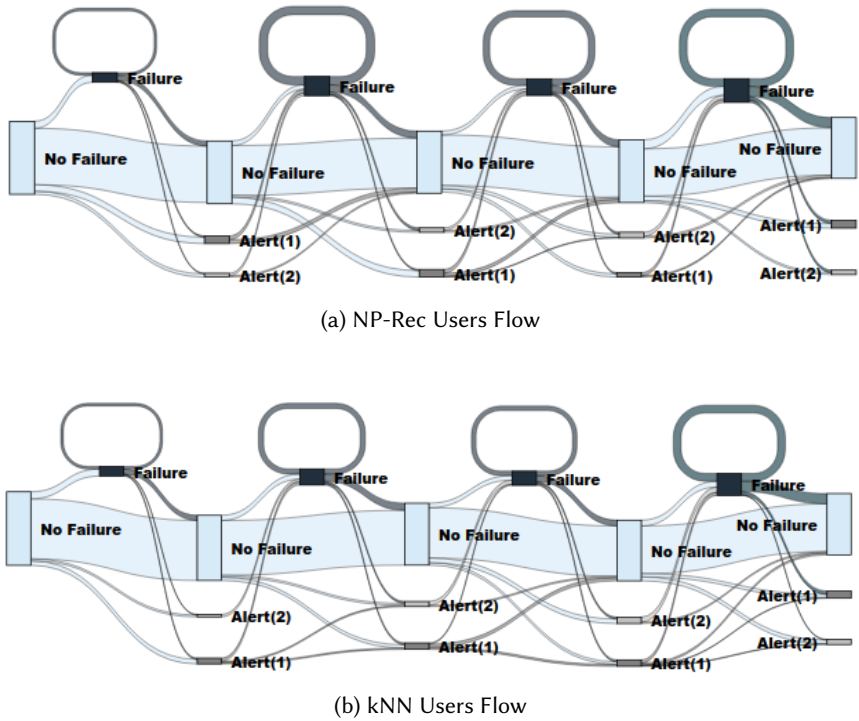 Failure
Failure
Failure
Failure
No Failure
No Failure
No Failure
No Failure
No Failure
Alert(1)
Alert(2)
Alert(2)
Alert(1)
Alert(2)
Alert(1)
Alert(1)
Alert(2)
(a) NP-Rec Users Flow
Failure
Failure
Failure
Failure
No Failure
No Failure
No Failure
No Failure
No Failure
Alert(2)
Alert(1)
Alert(2)
Alert(1)
Alert(2)
Alert(1)
Alert(1)
Alert(2)
(b) kNN Users Flow